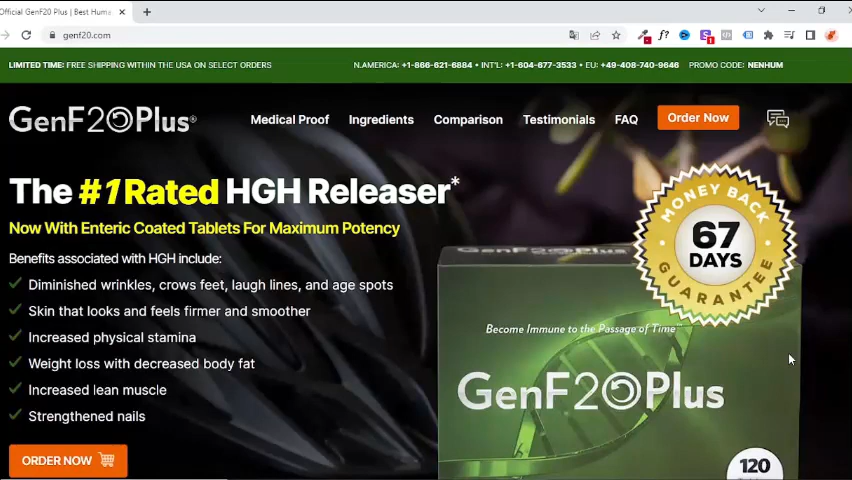 Official GenF20 Plus | Best Huma
genf20.com
LIMITED TIME: FREE SHIPPING WITHIN THE USA ON SELECT ORDERS
N.AMERICA: +1-866-621-6884 • INT'L: +1-604-677-3533 • EU: +49-408-740-9646 PROMO CODE: NENHUM
GenF20Plus®
Medical Proof Ingredients Comparison Testimonials FAQ Order Now
The #1 Rated HGH Releaser*
Now With Enteric Coated Tablets For Maximum Potency
Benefits associated with HGH include:
Diminished wrinkles, crows feet, laugh lines, and age spots
Skin that looks and feels firmer and smoother
Increased physical stamina
Weight loss with decreased body fat
Increased lean muscle
Strengthened nails
ORDER NOW
MONEY BACK
67
DAYS
GUARANTEE
GenF20Plus
Become Immune to the Passage of Time™
GenF20Plus
120